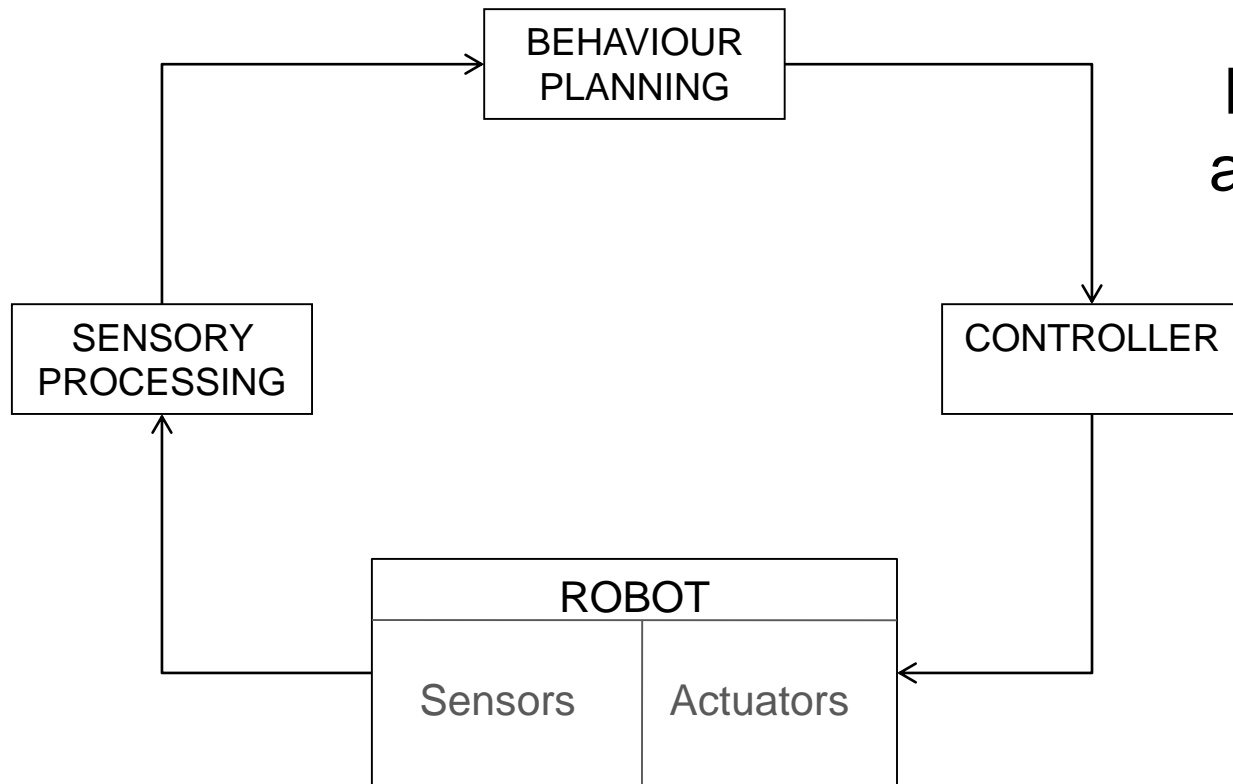 BEHAVIOUR
PLANNING
a
SENSORY
PROCESSING
CONTROLLER
ROBOT
Sensors
Actuators